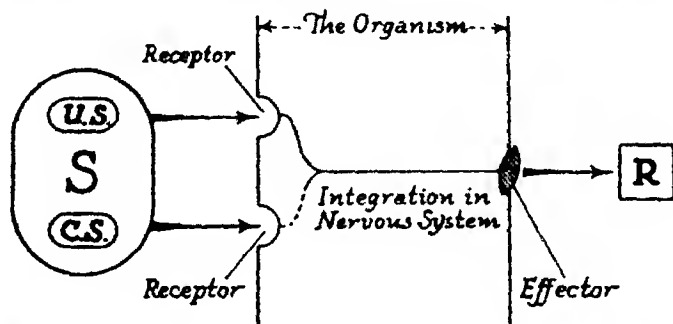 The Organism
Receptor
U.S.
S
C.S.
R
Integration in
Nervous System
Receptor
Effector